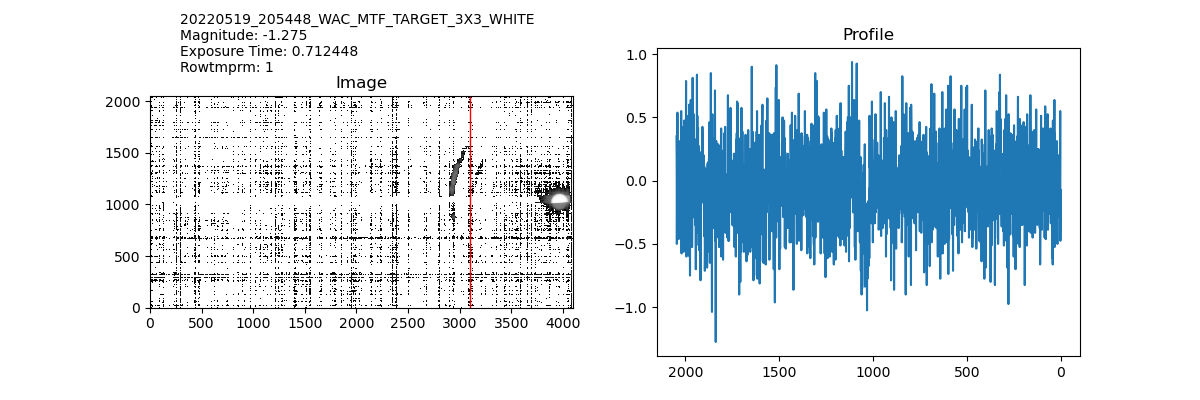 20220519_205448_WAC_MTF_TARGET_3X3_WHITE
Magnitude: -1.275
Exposure Time: 0.712448
Rowtmprm: 1
Image
2000
1500
1000
500
0
0 500 1000 1500 2000 2500 3000 3500 4000
Profile
1.0
0.5
0.0
−0.5
−1.0
2000 1500 1000 500 0